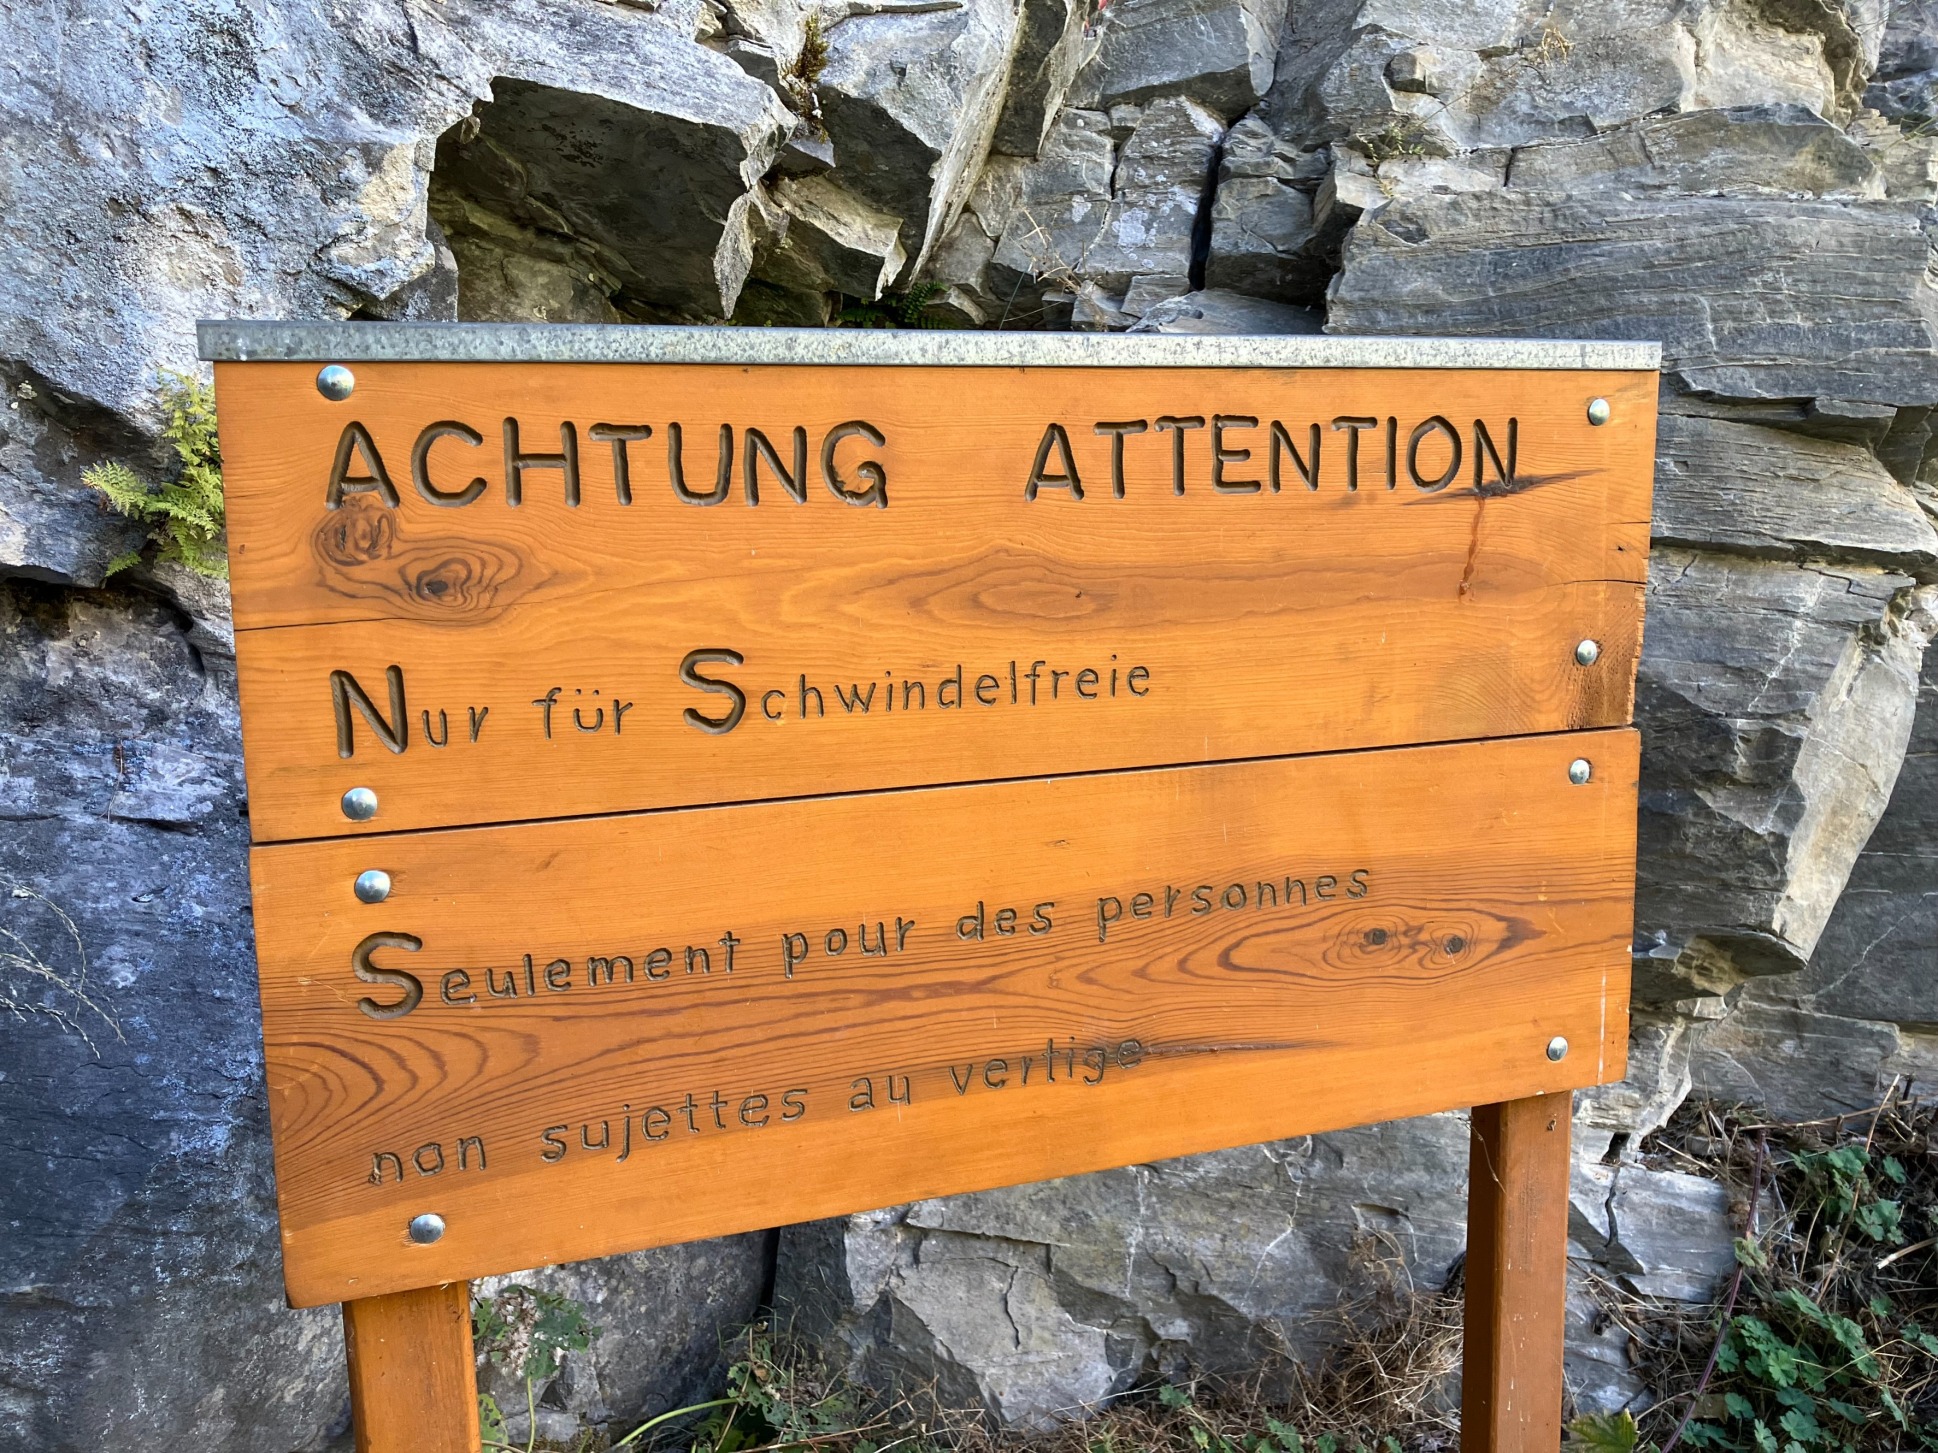 ACHTUNG ATTENTION
Nur für Schwindelfreie
Seulement pour des personnes
non sujettes au vertige